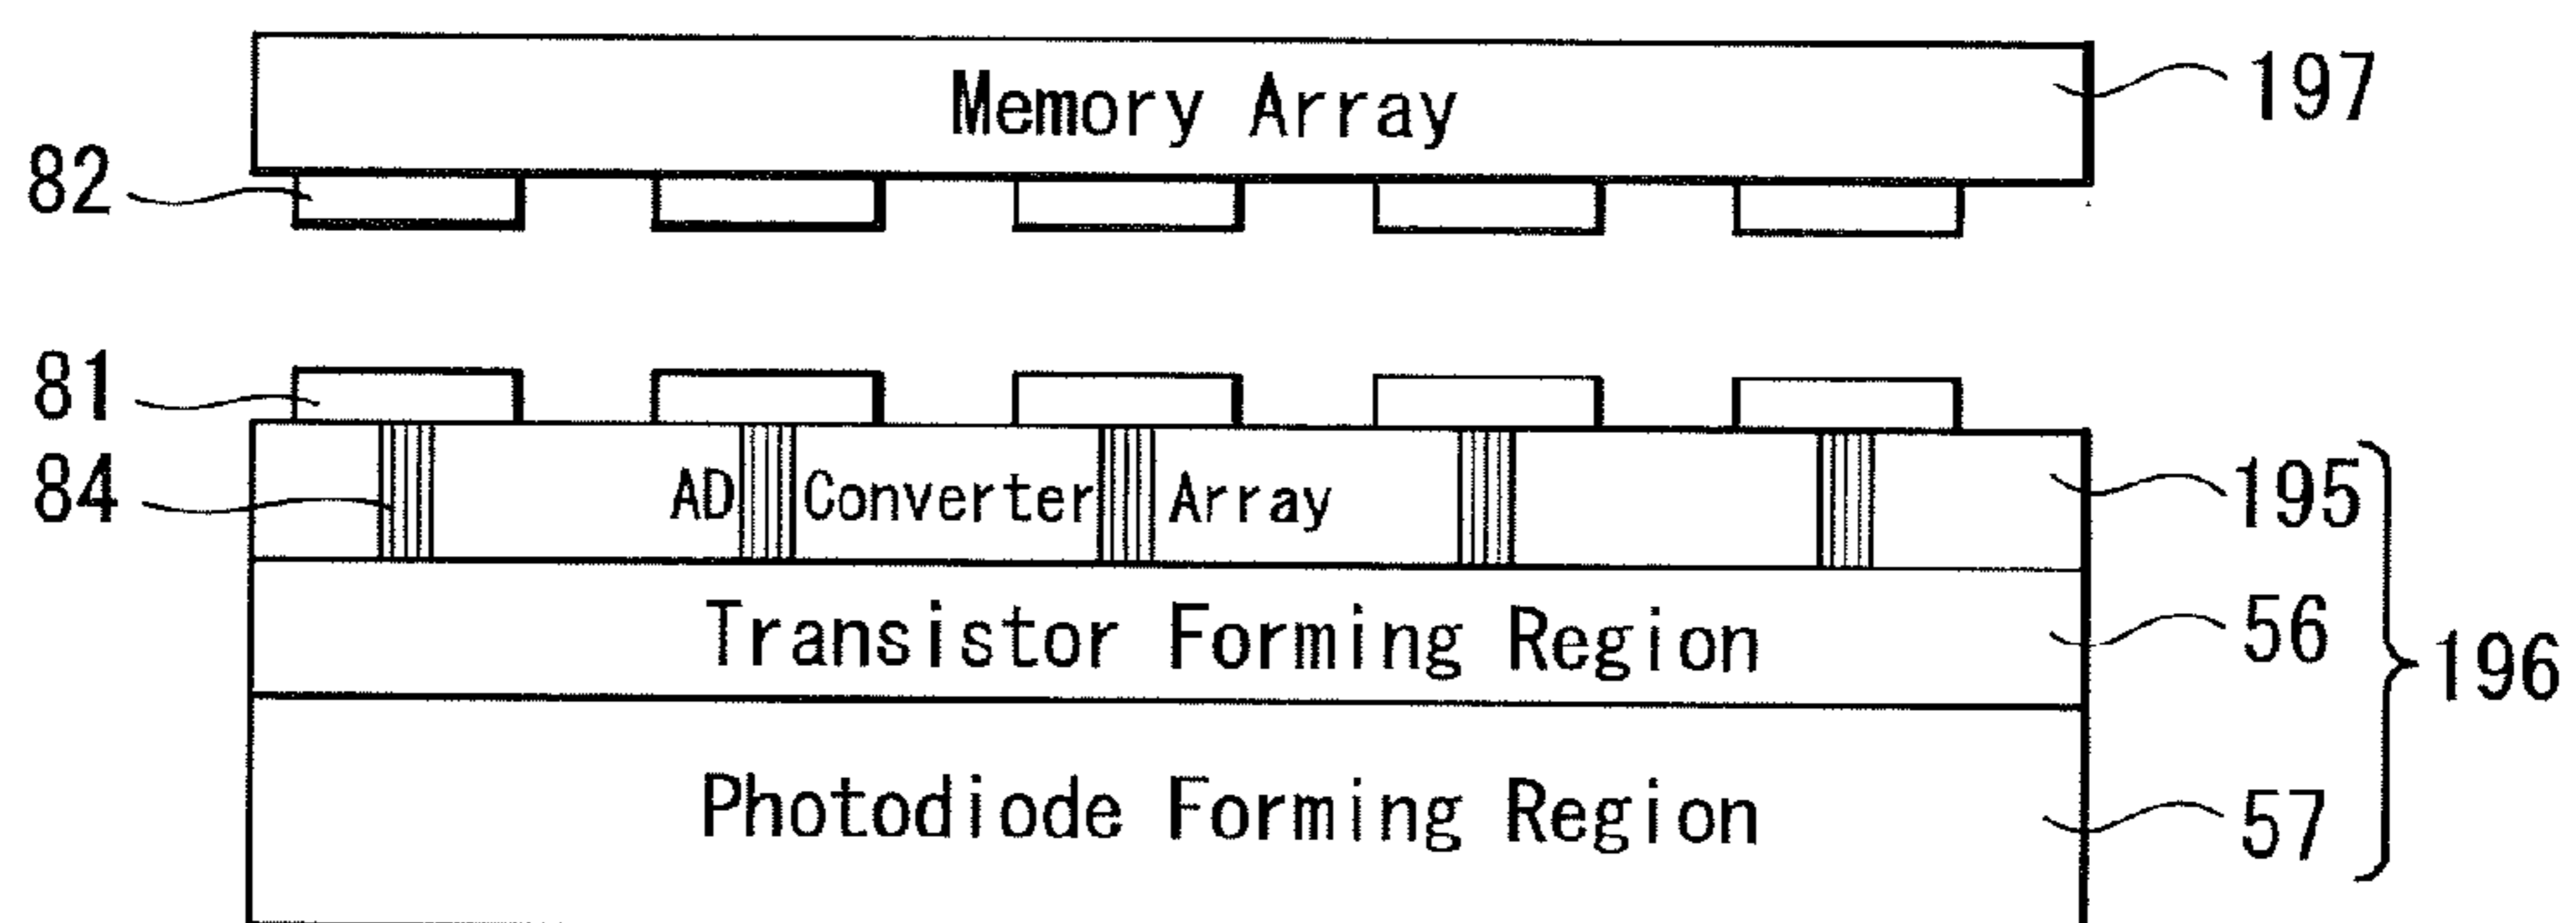 Memory Array
197
82
81
84
AD Converter Array
195
Transistor Forming Region
56
196
Photodiode Forming Region
57